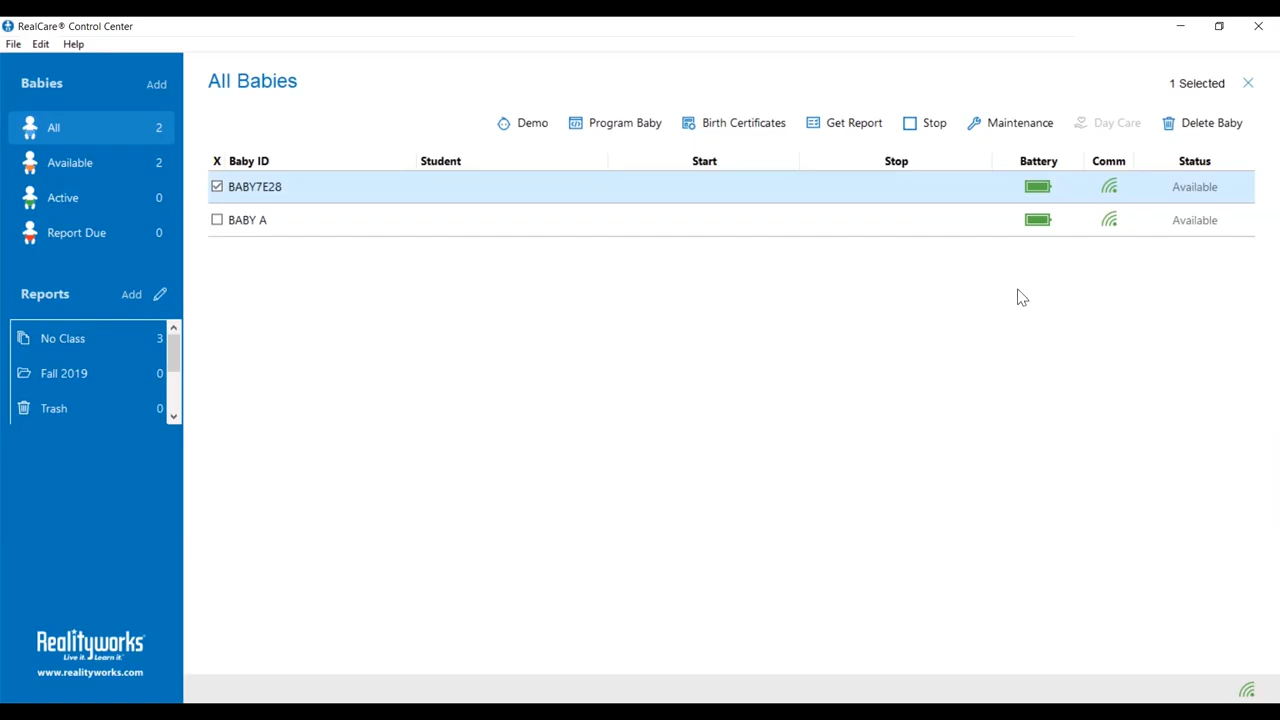 RealCare® Control Center
File Edit Help
Babies Add
All 2
Available 2
Active 0
Report Due 0
Reports Add
No Class 3
Fall 2019 0
Trash 0
Realityworks®
Live it. Learn it.™
www.realityworks.com
All Babies
1 Selected
Demo Program Baby Birth Certificates Get Report Stop Maintenance Day Care Delete Baby
X Baby ID Student Start Stop Battery Comm Status
BABY7E28 Available
BABY A Available